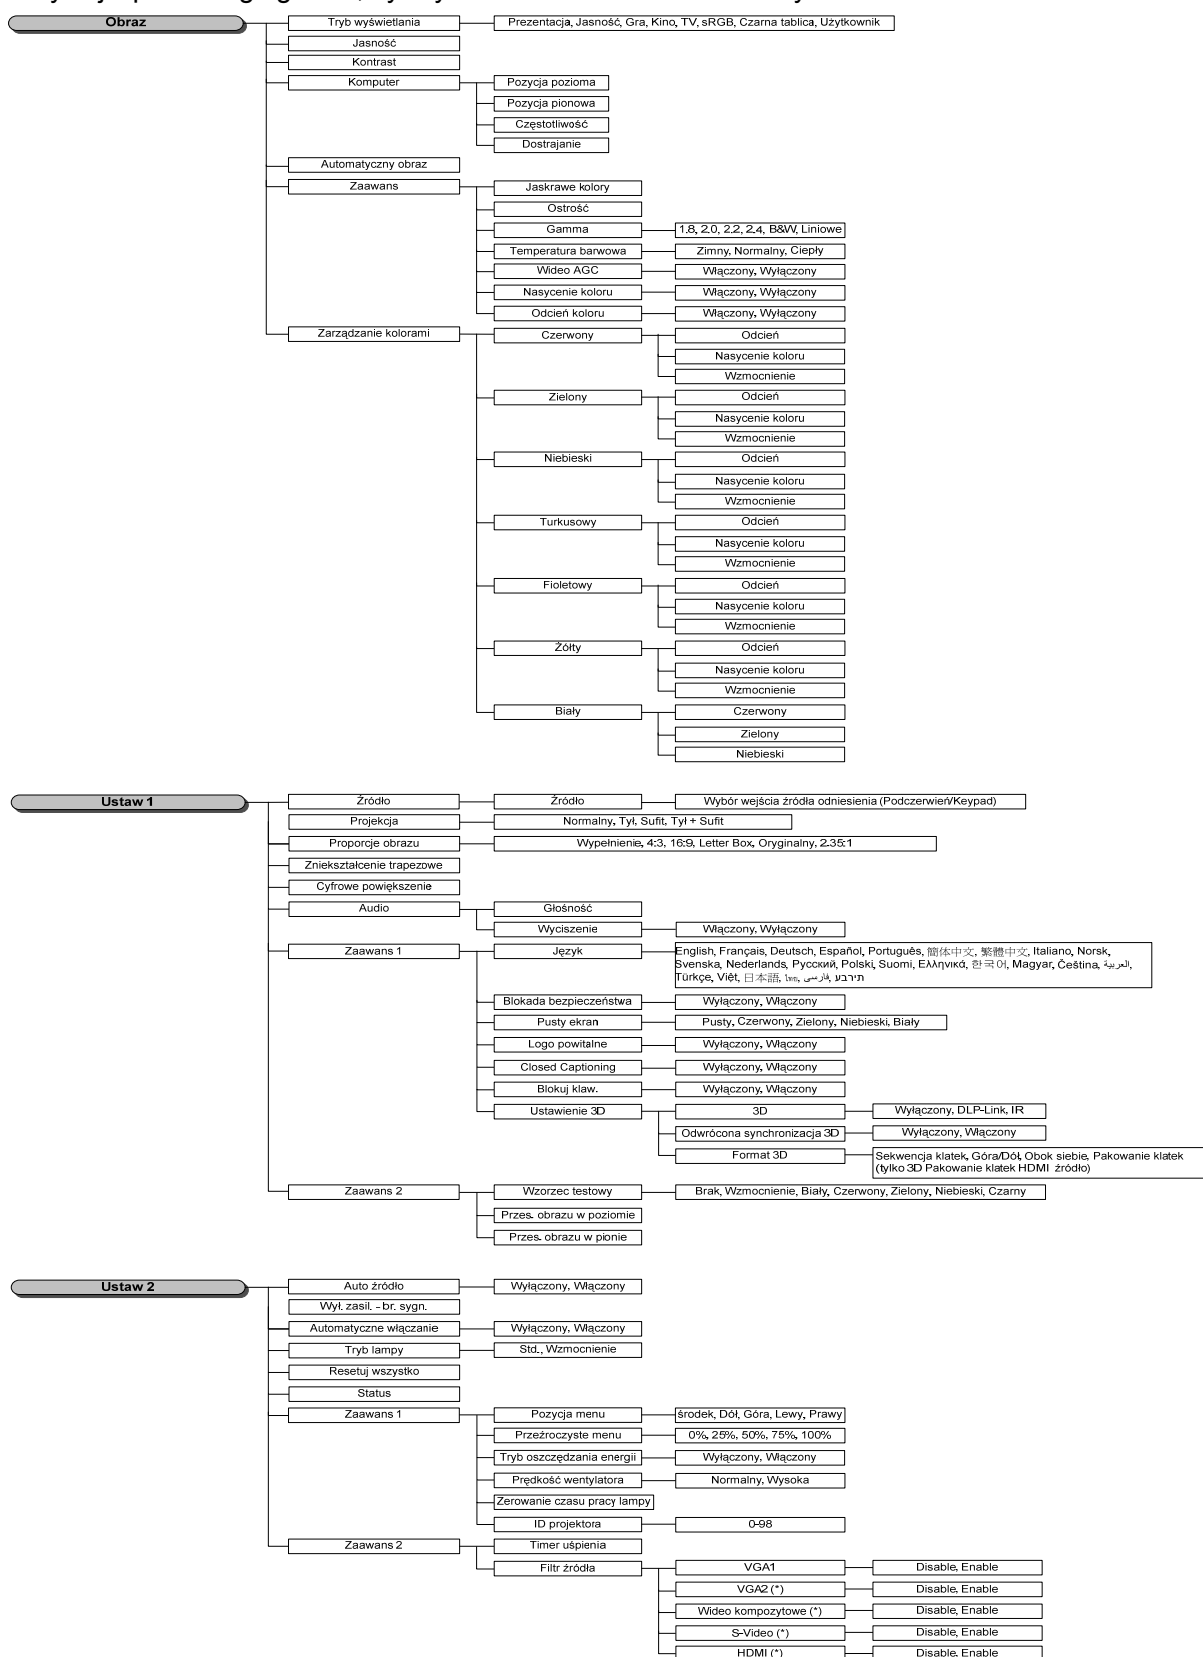 Obraz
Tryb wyświetlania
Prezentacja, Jasność, Gra, Kino, TV, sRGB, Czarna tablica, Użytkownik
Jasność
Kontrast
Komputer
Pozycja pozioma
Pozycja pionowa
Częstotliwość
Dostrajanie
Automatyczny obraz
Zaawans
Jaskrawe kolory
Ostrość
Gamma
1.8, 2.0, 2.2, 2.4, B&W, Liniowe
Temperatura barwowa
Zimny, Normalny, Ciepły
Wideo AGC
Włączony, Wyłączony
Nasycenie koloru
Włączony, Wyłączony
Odcień koloru
Włączony, Wyłączony
Zarządzanie kolorami
Czerwony
Odcień
Nasycenie koloru
Wzmocnienie
Zielony
Odcień
Nasycenie koloru
Wzmocnienie
Niebieski
Odcień
Nasycenie koloru
Wzmocnienie
Turkusowy
Odcień
Nasycenie koloru
Wzmocnienie
Fioletowy
Odcień
Nasycenie koloru
Wzmocnienie
Żółty
Odcień
Nasycenie koloru
Wzmocnienie
Biały
Czerwony
Zielony
Niebieski
Ustaw 1
Źródło
Źródło
Wybór wejścia źródła odniesienia (Podczerwień/Keypad)
Projekcja
Normalny, Tył, Sufit, Tył + Sufit
Proporcje obrazu
Wypełnienie, 4:3, 16:9, Letter Box, Oryginalny, 2.35:1
Zniekształcenie trapezowe
Cyfrowe powiększenie
Audio
Głośność
Wyciszenie
Włączony, Wyłączony
Zaawans 1
Język
English, Français, Deutsch, Español, Português, 簡体中文, 繁體中文, Italiano, Norsk,
Svenska, Nederlands, Русский, Polski, Suomi, Ελληνικά, 한국어, Magyar, Čeština, العربية,
Türkçe, Việt, 日本語, ไทย, فارسی, תירבע
Blokada bezpieczeństwa
Wyłączony, Włączony
Pusty ekran
Pusty, Czerwony, Zielony, Niebieski, Biały
Logo powitalne
Wyłączony, Włączony
Closed Captioning
Wyłączony, Włączony
Blokuj klaw.
Wyłączony, Włączony
Ustawienie 3D
3D
Wyłączony, DLP-Link, IR
Odwrócona synchronizacja 3D
Wyłączony, Włączony
Format 3D
Sekwencja klatek, Góra/Dół, Obok siebie, Pakowanie klatek
(tylko 3D Pakowanie klatek HDMI źródło)
Zaawans 2
Wzorzec testowy
Brak, Wzmocnienie, Biały, Czerwony, Zielony, Niebieski, Czarny
Przes. obrazu w poziomie
Przes. obrazu w pionie
Ustaw 2
Auto źródło
Wyłączony, Włączony
Wył. zasil. - br. sygn.
Automatyczne włączanie
Wyłączony, Włączony
Tryb lampy
Std., Wzmocnienie
Resetuj wszystko
Status
Zaawans 1
Pozycja menu
środek, Dół, Góra, Lewy, Prawy
Przeźroczyste menu
0%, 25%, 50%, 75%, 100%
Tryb oszczędzania energii
Wyłączony, Włączony
Prędkość wentylatora
Normalny, Wysoka
Zerowanie czasu pracy lampy
ID projektora
0-98
Zaawans 2
Timer uśpienia
Filtr źródła
VGA1
Disable, Enable
VGA2 (*)
Disable, Enable
Wideo kompozytowe (*)
Disable, Enable
S-Video (*)
Disable, Enable
HDMI (*)
Disable, Enable